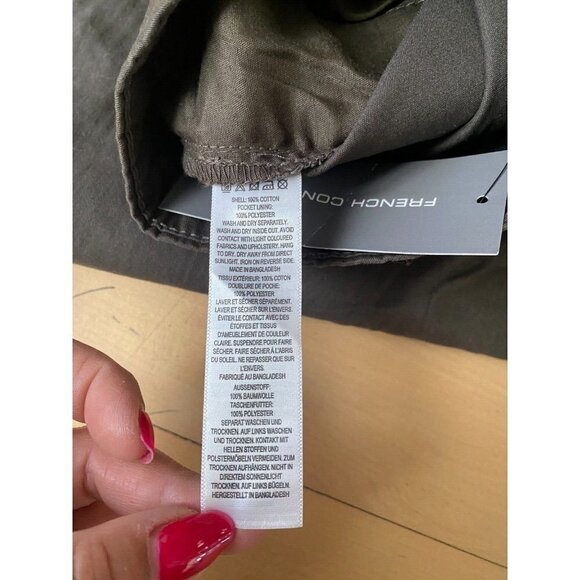 FRENCH CON
SHELL: 100% COTTON
POCKET LINING:
100% POLYESTER
WASH AND DRY SEPARATELY.
WASH AND DRY INSIDE OUT. AVOID
CONTACT WITH LIGHT COLOURED
FABRICS AND UPHOLSTERY. HANG
TO DRY. DRY AWAY FROM DIRECT
SUNLIGHT. IRON ON REVERSE SIDE.
MADE IN BANGLADESH
TISSU EXTÉRIEUR: 100% COTON
DOUBLURE DE POCHE:
100% POLYESTER
LAVER ET SÉCHER SÉPARÉMENT.
LAVER ET SÉCHER SUR L'ENVERS.
ÉVITER LE CONTACT AVEC DES
ÉTOFFES ET TISSUS
D'AMEUBLEMENT DE COULEUR
CLAIRE. SUSPENDRE POUR FAIRE
SÉCHER. FAIRE SÉCHER À L'ABRI
DU SOLEIL. NE REPASSER QUE SUR
L'ENVERS.
FABRIQUÉ AU BANGLADESH
AUSSENSTOFF:
100% BAUMWOLLE
TASCHENFUTTER:
100% POLYESTER
SEPARAT WASCHEN UND
TROCKNEN. AUF LINKS WASCHEN
UND TROCKNEN. KONTAKT MIT
HELLEN STOFFEN UND
POLSTERMÖBELN VERMEIDEN. ZUM
TROCKNEN AUFHÄNGEN. NICHT IN
DIREKTEM SONNENLICHT
TROCKNEN. AUF LINKS BÜGELN.
HERGESTELLT IN BANGLADESH